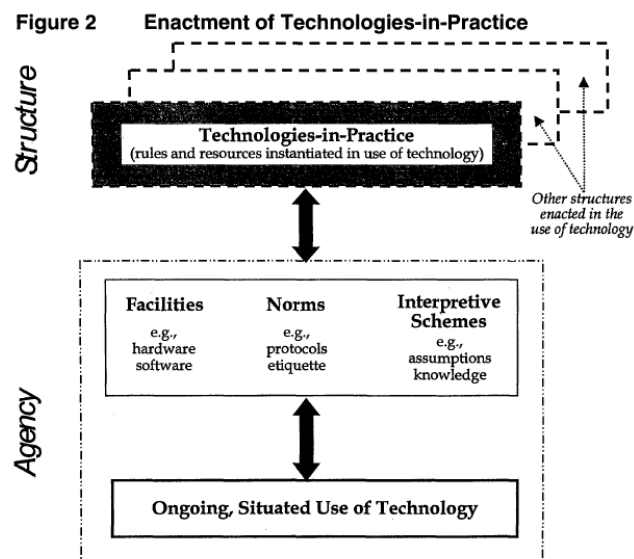 Figure 2 Enactment of Technologies-in-Practice
Structure
Technologies-in-Practice
(rules and resources instantiated in use of technology)
Other structures
enacted in the
use of technology
Agency
Facilities
e.g.,
hardware
software
Norms
e.g.,
protocols
etiquette
Interpretive
Schemes
e.g.,
assumptions
knowledge
Ongoing, Situated Use of Technology